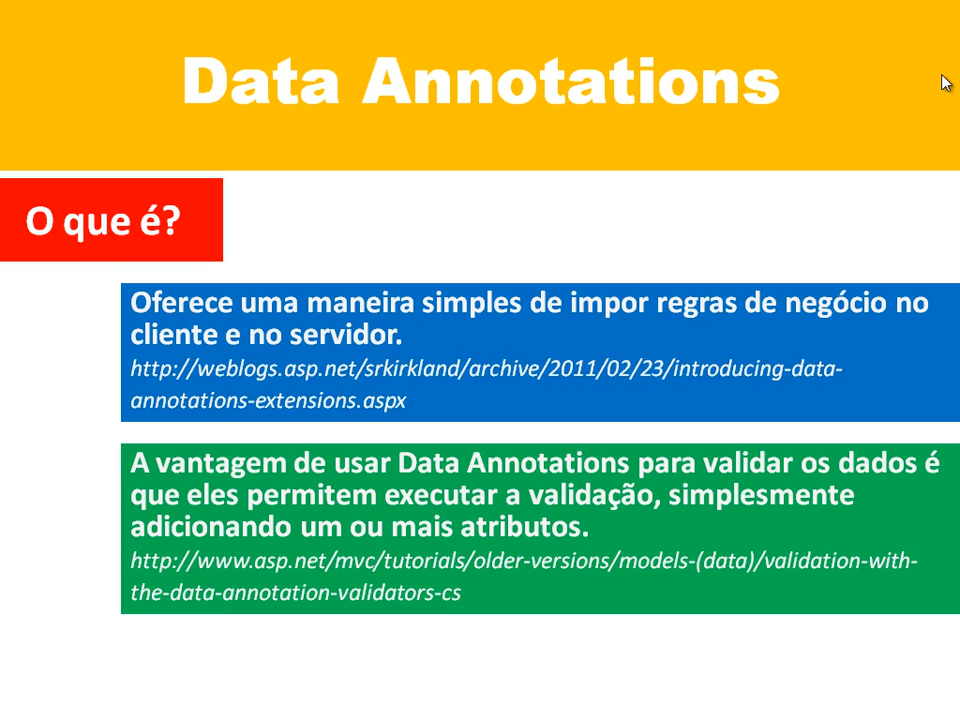 Data Annotations
O que é?
Oferece uma maneira simples de impor regras de negócio no
cliente e no servidor.
http://weblogs.asp.net/srkirkland/archive/2011/02/23/introducing-data-
annotations-extensions.aspx
A vantagem de usar Data Annotations para validar os dados é
que eles permitem executar a validação, simplesmente
adicionando um ou mais atributos.
http://www.asp.net/mvc/tutorials/older-versions/models-(data)/validation-with-
the-data-annotation-validators-cs